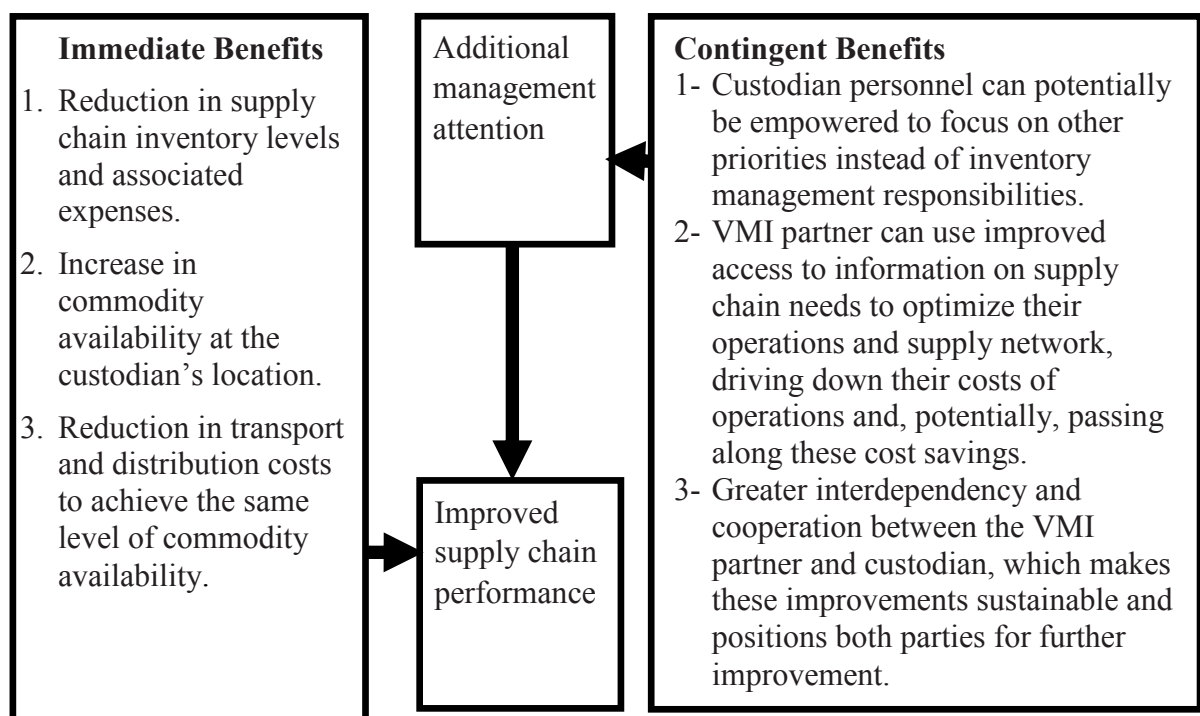 Immediate Benefits
1. Reduction in supply
chain inventory levels
and associated
expenses.
2. Increase in
commodity
availability at the
custodian’s location.
3. Reduction in transport
and distribution costs
to achieve the same
level of commodity
availability.
Additional
management
attention
Improved
supply chain
performance
Contingent Benefits
1- Custodian personnel can potentially
be empowered to focus on other
priorities instead of inventory
management responsibilities.
2- VMI partner can use improved
access to information on supply
chain needs to optimize their
operations and supply network,
driving down their costs of
operations and, potentially, passing
along these cost savings.
3- Greater interdependency and
cooperation between the VMI
partner and custodian, which makes
these improvements sustainable and
positions both parties for further
improvement.